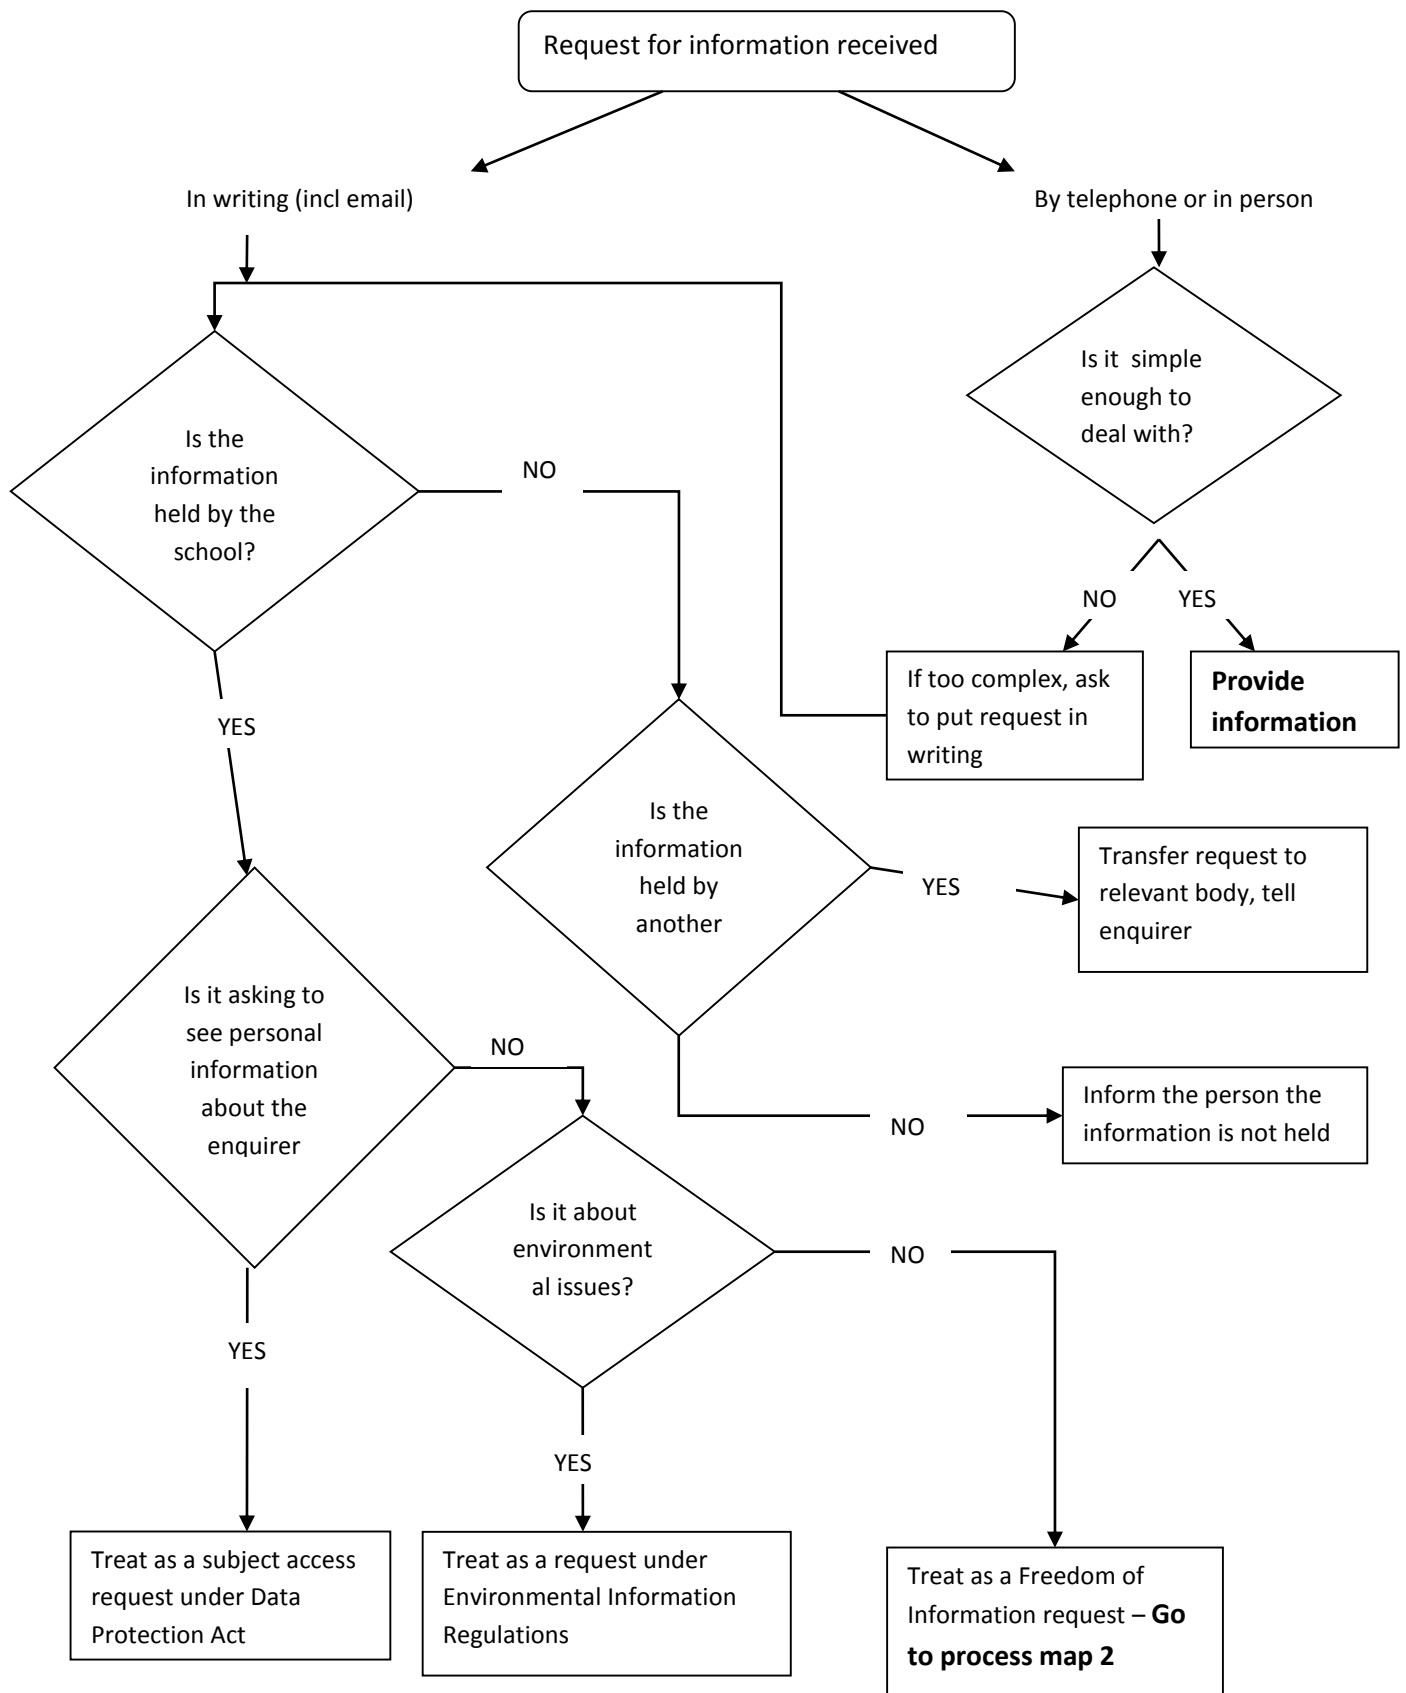 Request for information received
In writing (incl email)
By telephone or in person
Is it  simple
enough to
deal with?
Is the
information
held by the
school?
NO
NO
YES
If too complex, ask
to put request in
writing
Provide
information
YES
Is the
information
held by
another
YES
Transfer request to
relevant body, tell
enquirer
Is it asking to
see personal
information
about the
enquirer
NO
NO
Inform the person the
information is not held
Is it about
environment
al issues?
NO
YES
YES
Treat as a subject access
request under Data
Protection Act
Treat as a request under
Environmental Information
Regulations
Treat as a Freedom of
Information request – Go
to process map 2